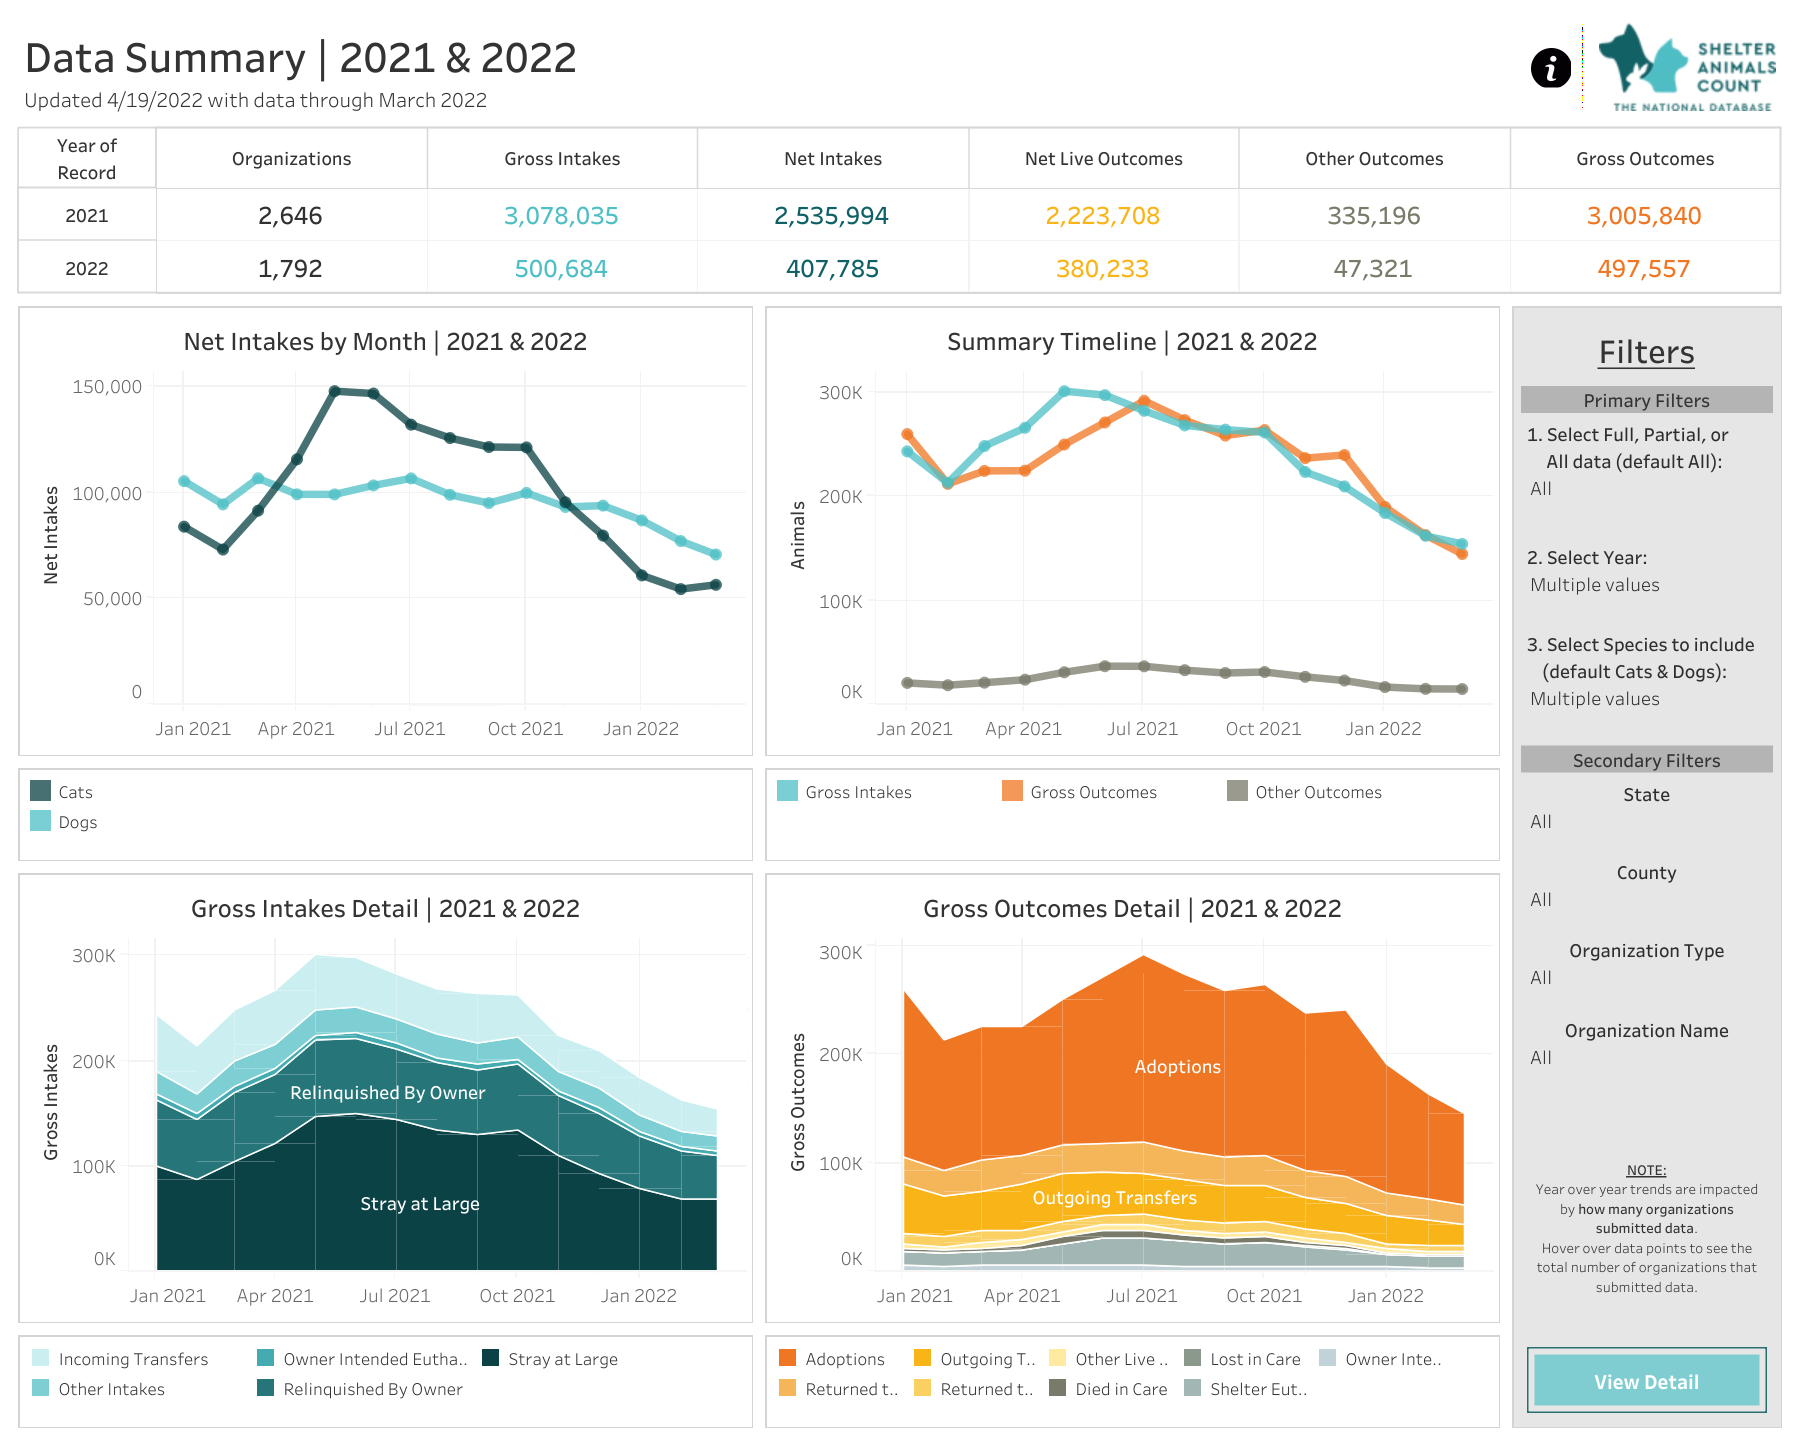 Data Summary | 2021 & 2022
Updated 4/19/2022 with data through March 2022
i
SHELTER
ANIMALS
COUNT
THE NATIONAL DATABASE
Year of
Record
Organizations
Gross Intakes
Net Intakes
Net Live Outcomes
Other Outcomes
Gross Outcomes
2021
2,646
3,078,035
2,535,994
2,223,708
335,196
3,005,840
2022
1,792
500,684
407,785
380,233
47,321
497,557
Net Intakes by Month | 2021 & 2022
Net Intakes
150,000
100,000
50,000
0
Jan 2021
Apr 2021
Jul 2021
Oct 2021
Jan 2022
Cats
Dogs
Summary Timeline | 2021 & 2022
Animals
300K
200K
100K
0K
Jan 2021
Apr 2021
Jul 2021
Oct 2021
Jan 2022
Gross Intakes
Gross Outcomes
Other Outcomes
Gross Intakes Detail | 2021 & 2022
Gross Intakes
300K
200K
100K
0K
Relinquished By Owner
Stray at Large
Jan 2021
Apr 2021
Jul 2021
Oct 2021
Jan 2022
Incoming Transfers
Owner Intended Eutha..
Stray at Large
Other Intakes
Relinquished By Owner
Gross Outcomes Detail | 2021 & 2022
Gross Outcomes
300K
200K
100K
0K
Adoptions
Outgoing Transfers
Jan 2021
Apr 2021
Jul 2021
Oct 2021
Jan 2022
Adoptions
Outgoing T..
Other Live ..
Lost in Care
Owner Inte..
Returned t..
Returned t..
Died in Care
Shelter Eut..
Filters
Primary Filters
1. Select Full, Partial, or
All data (default All):
All
2. Select Year:
Multiple values
3. Select Species to include
(default Cats & Dogs):
Multiple values
Secondary Filters
State
All
County
All
Organization Type
All
Organization Name
All
NOTE:
Year over year trends are impacted
by how many organizations
submitted data.
Hover over data points to see the
total number of organizations that
submitted data.
View Detail